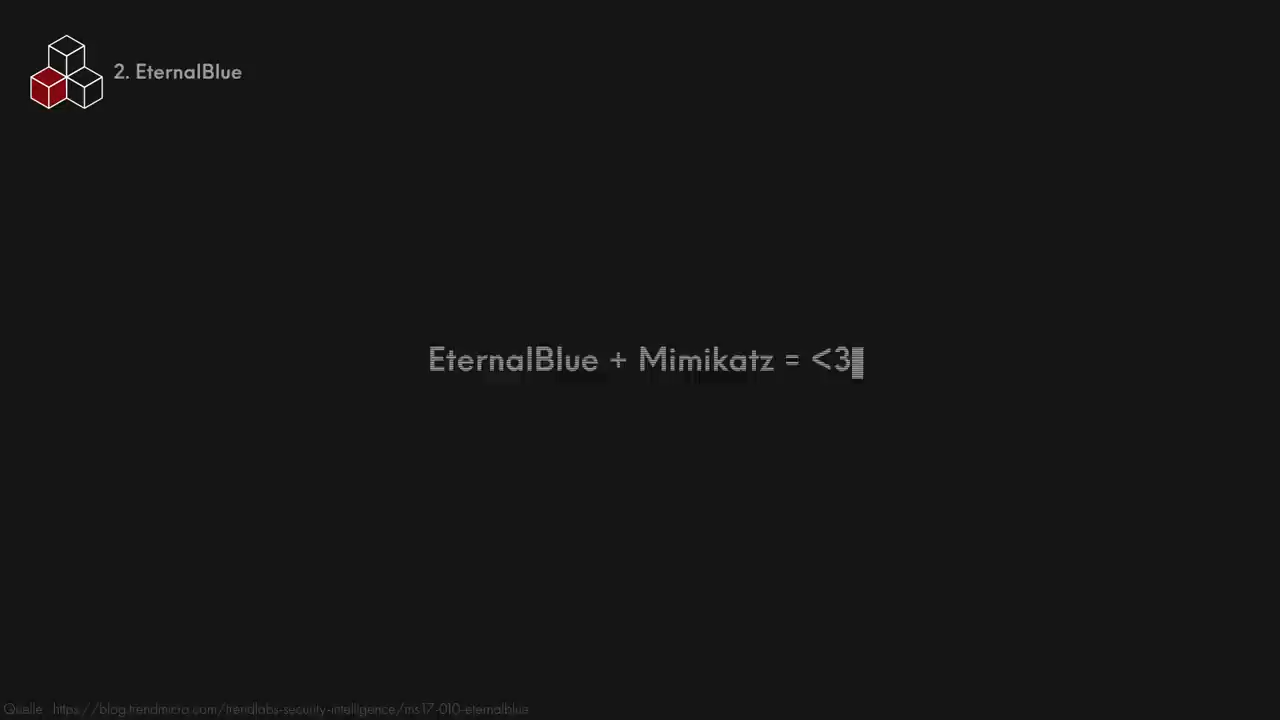 2. EternalBlue
EternalBlue + Mimikatz = <3
Quelle: https://blog.trendmicro.com/trendlabs-security-intelligence/ms17-010-eternalblue